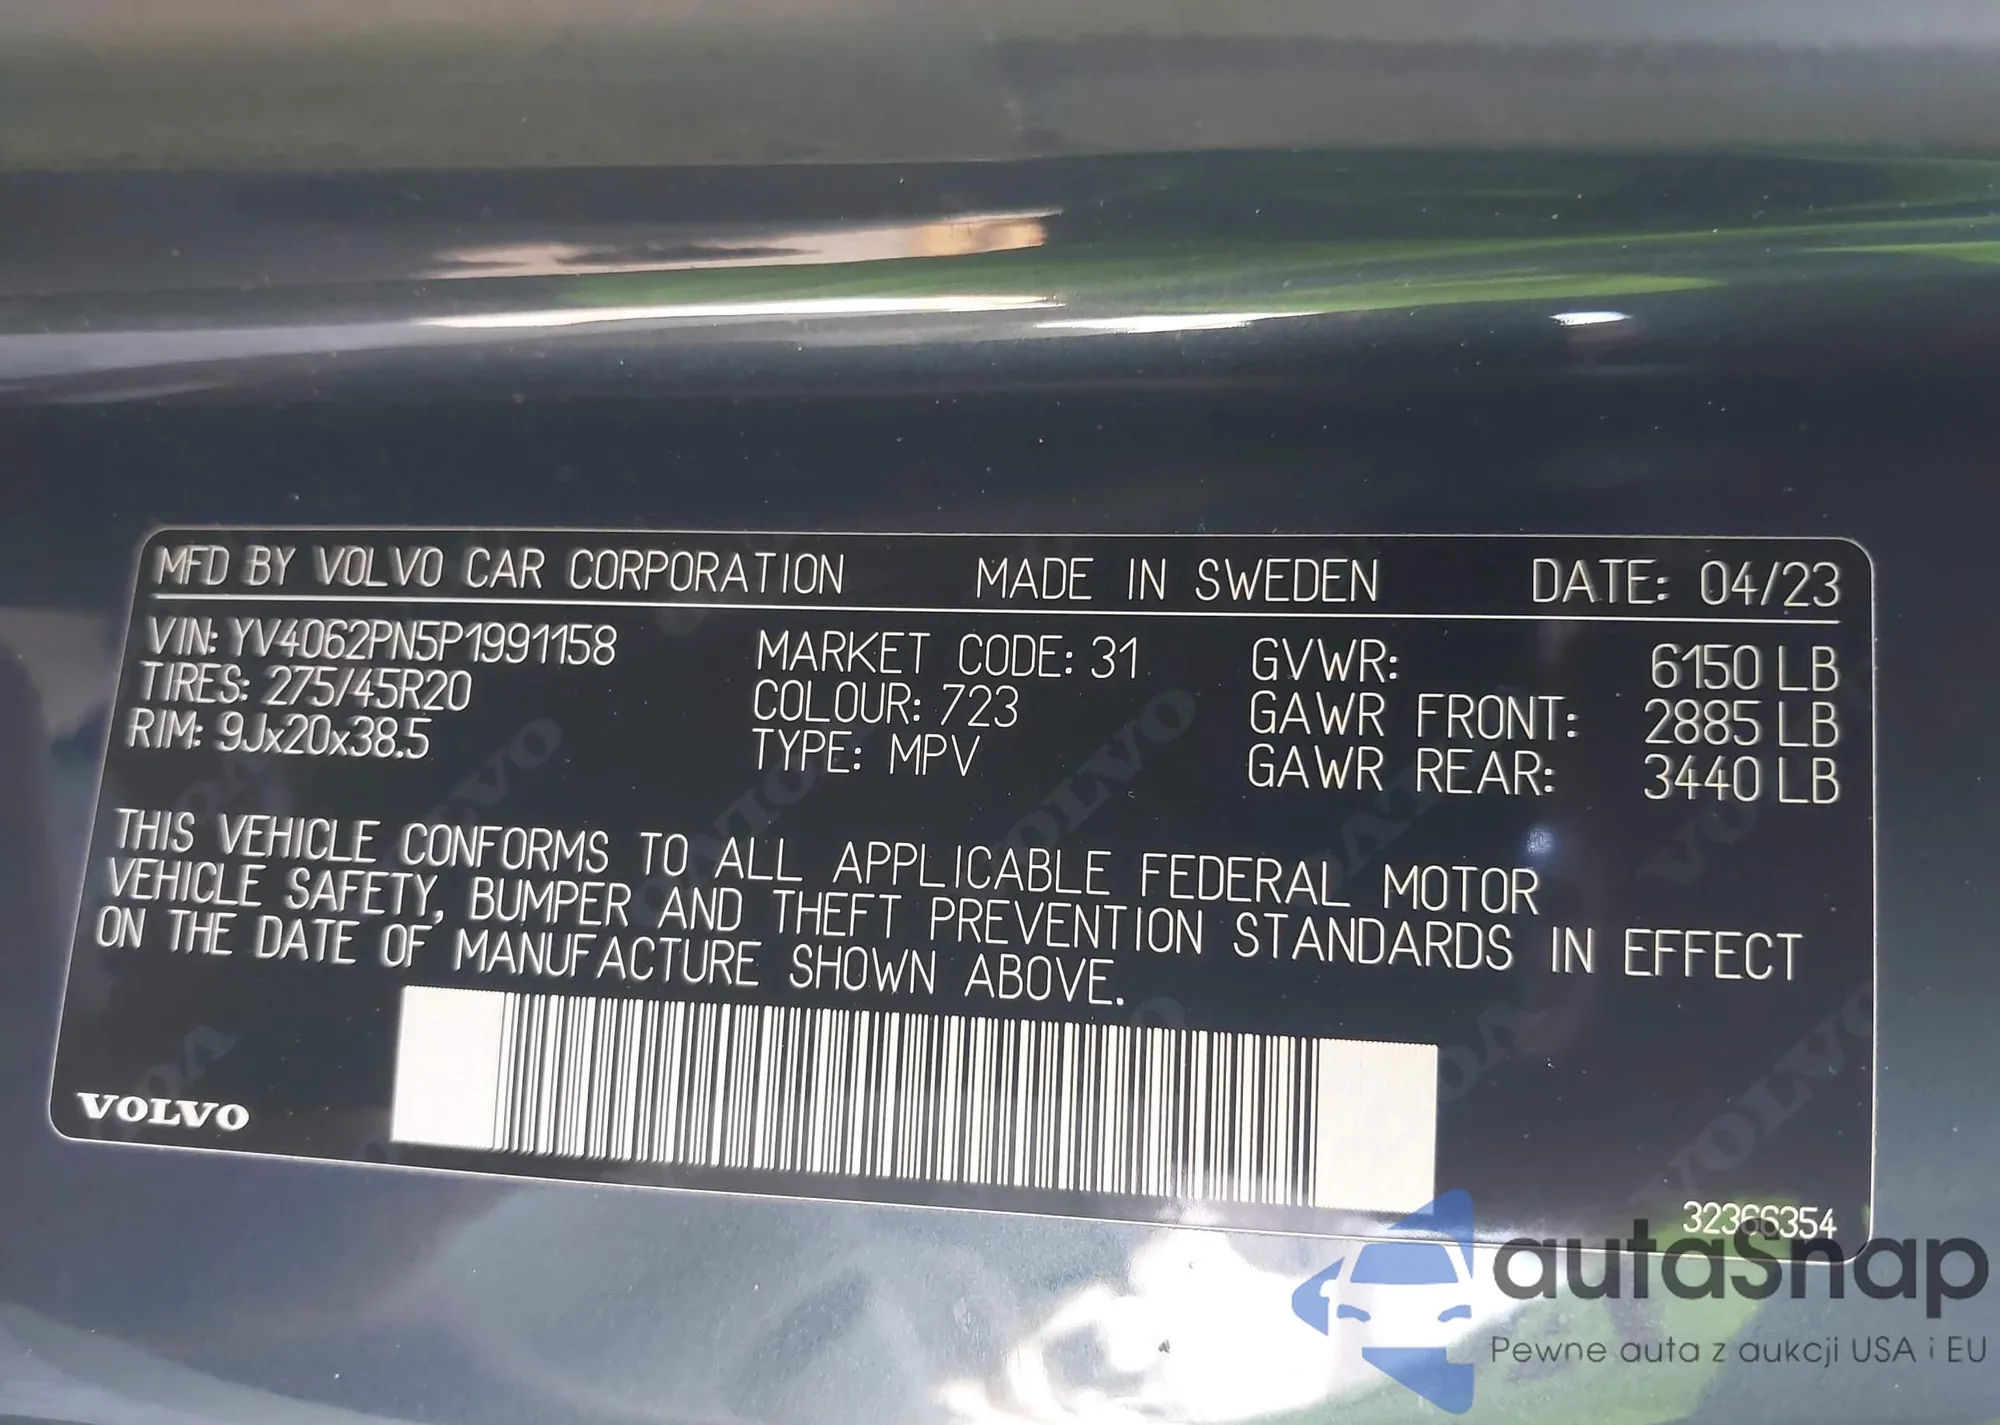 MFD BY VOLVO CAR CORPORATION MADE IN SWEDEN DATE: 04/23
VIN: YV4062PN5P1991158 MARKET CODE: 31 GVWR: 6150 LB
TIRES: 275/45R20 COLOUR: 723 GAWR FRONT: 2885 LB
RIM: 9Jx20x38.5 TYPE: MPV GAWR REAR: 3440 LB
THIS VEHICLE CONFORMS TO ALL APPLICABLE FEDERAL MOTOR
VEHICLE SAFETY, BUMPER AND THEFT PREVENTION STANDARDS IN EFFECT
ON THE DATE OF MANUFACTURE SHOWN ABOVE.
VOLVO
32366354
autaSnap
Pewne auta z aukcji USA i EU